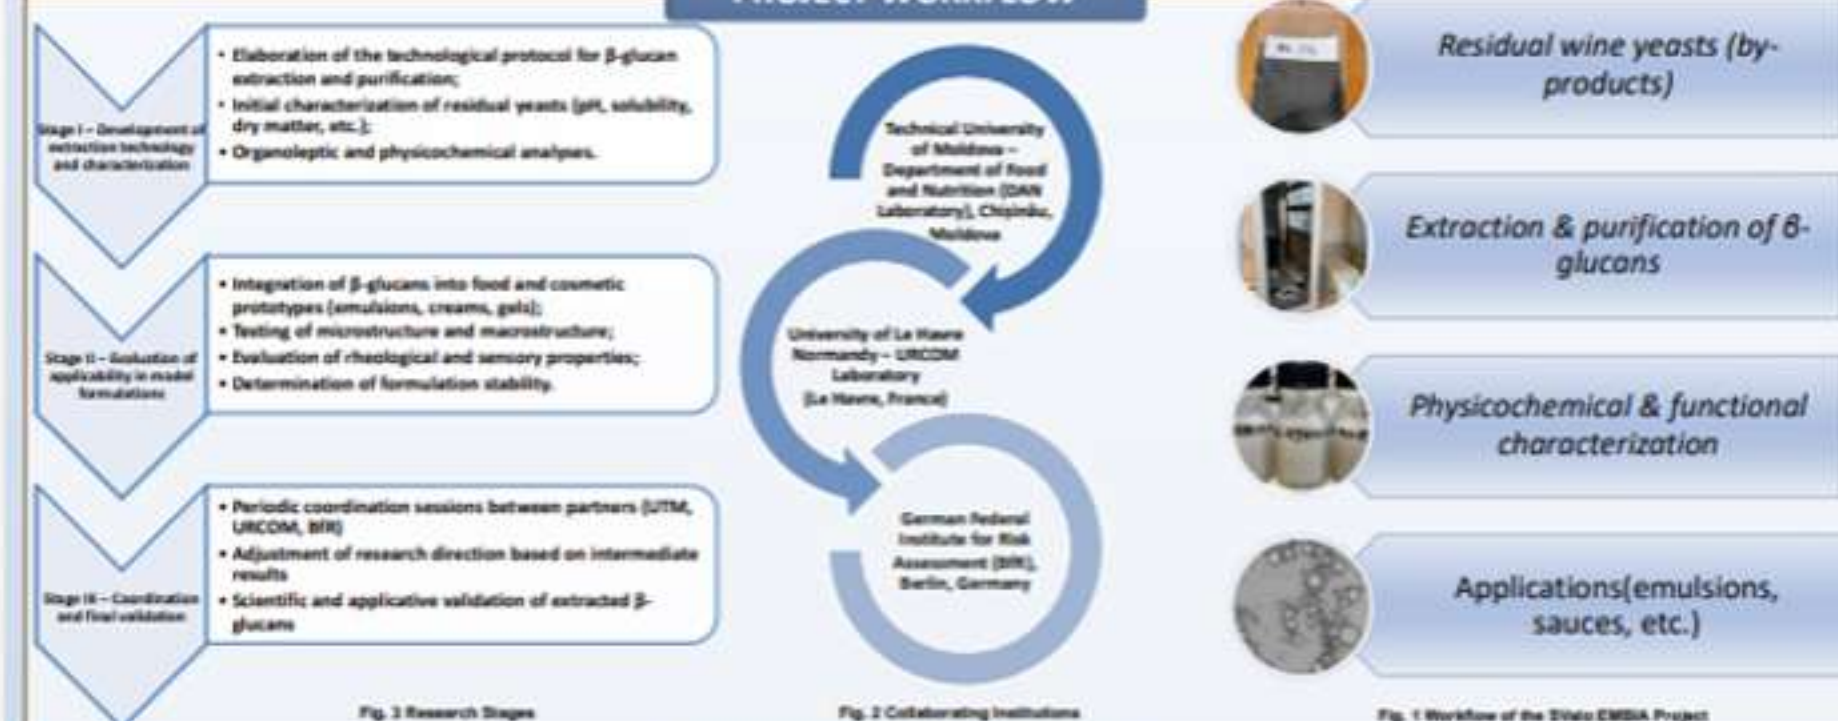 PROJECT WORKFLOW
Stage I – Development of
extraction technology
and characterization
• Elaboration of the technological protocol for β-glucan
extraction and purification;
• Initial characterization of residual yeasts (pH, solubility,
dry matter, etc.);
• Organoleptic and physicochemical analyses.
Stage II – Evaluation of
applicability in model
formulations
• Integration of β-glucans into food and cosmetic
prototypes (emulsions, creams, gels);
• Testing of microstructure and macrostructure;
• Evaluation of rheological and sensory properties;
• Determination of formulation stability.
Stage III – Coordination
and final validation
• Periodic coordination sessions between partners (UTM,
URCOM, BfR)
• Adjustment of research direction based on intermediate
results
• Scientific and applicative validation of extracted β-
glucans
Fig. 3 Research Stages
Technical University
of Moldova –
Department of Food
and Nutrition (DAN
Laboratory), Chișinău,
Moldova
University of Le Havre
Normandy – URCOM
Laboratory
(Le Havre, France)
German Federal
Institute for Risk
Assessment (BfR),
Berlin, Germany
Fig. 2 Collaborating Institutions
Residual wine yeasts (by-
products)
Extraction & purification of β-
glucans
Physicochemical & functional
characterization
Applications(emulsions,
sauces, etc.)
Fig. 1 Workflow of the Project